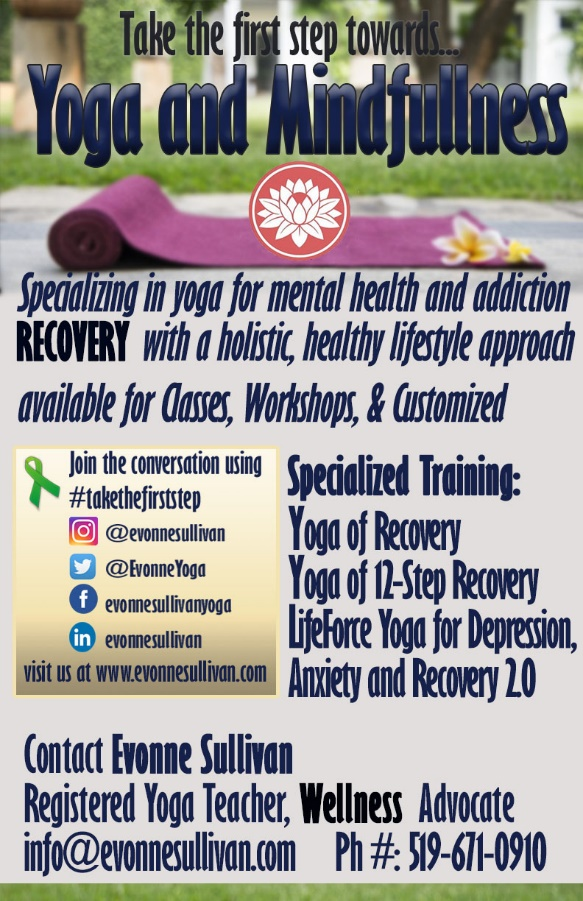 Take the first step towards...
Yoga and Mindfullness
Specializing in yoga for mental health and addiction
RECOVERY with a holistic, healthy lifestyle approach
available for Classes, Workshops, & Customized
Join the conversation using
#takethefirststep
@evonnesullivan
@EvonneYoga
evonnesullivanyoga
evonnesullivan
visit us at www.evonnesullivan.com
Specialized Training:
Yoga of Recovery
Yoga of 12-Step Recovery
LifeForce Yoga for Depression,
Anxiety and Recovery 2.0
Contact Evonne Sullivan
Registered Yoga Teacher, Wellness Advocate
info@evonnesullivan.com Ph #: 519-671-0910